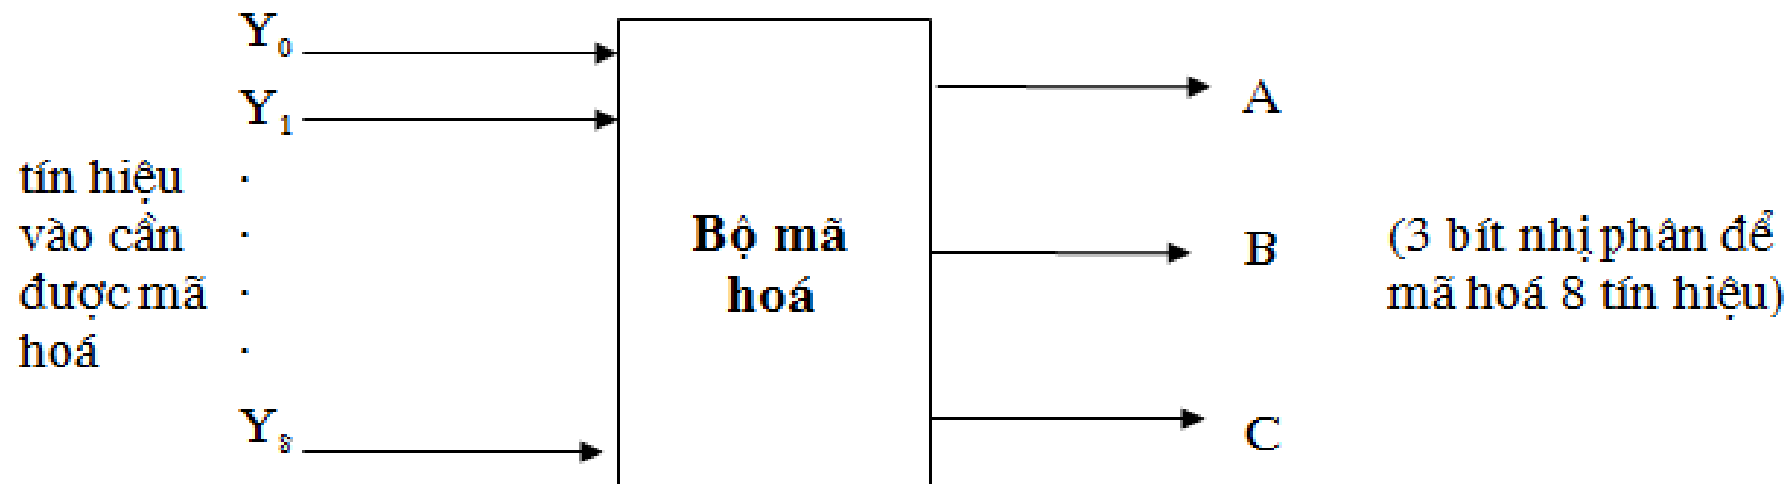 Y₀
Y₁
tín hiệu
vào cần
được mã
hoá
Y₈
Bộ mã
hoá
A
B
C
(3 bít nhị phân để
mã hoá 8 tín hiệu)